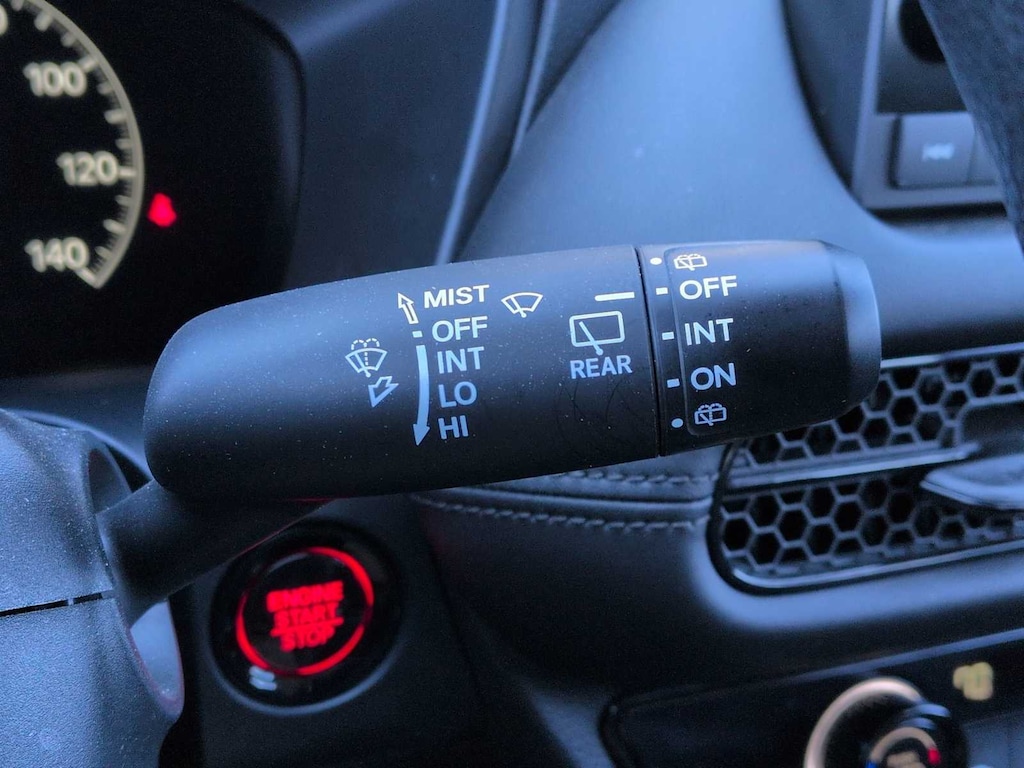 100
120
140
MIST
OFF
INT
LO
HI
REAR
OFF
INT
ON
ENGINE
START
STOP